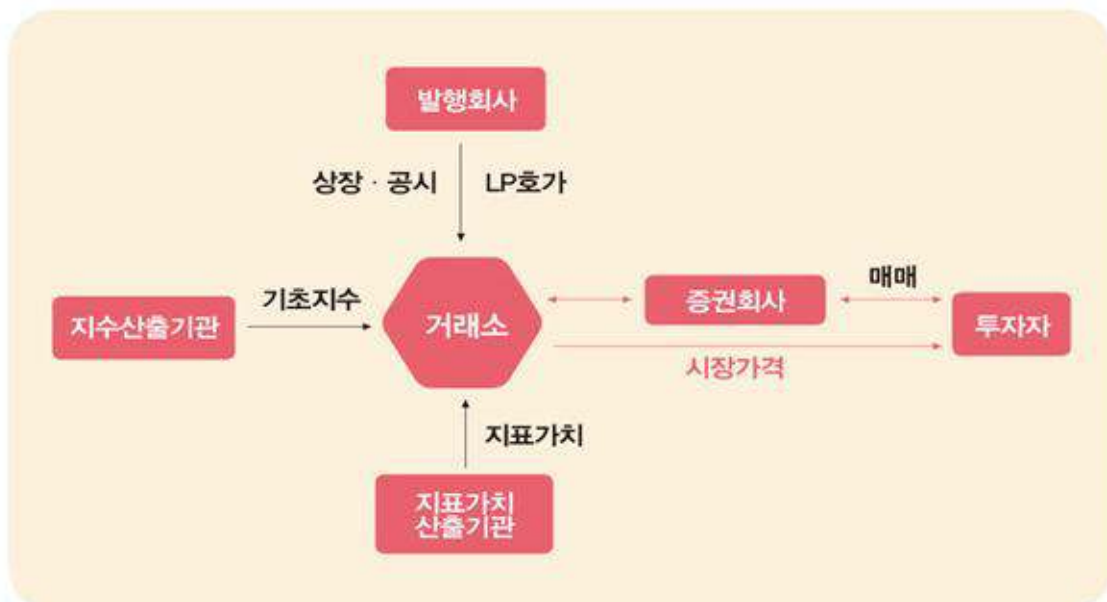 발행회사
상장 · 공시
LP호가
기초지수
지수산출기관
거래소
증권회사
매매
투자자
시장가격
지표가치
지표가치
산출기관